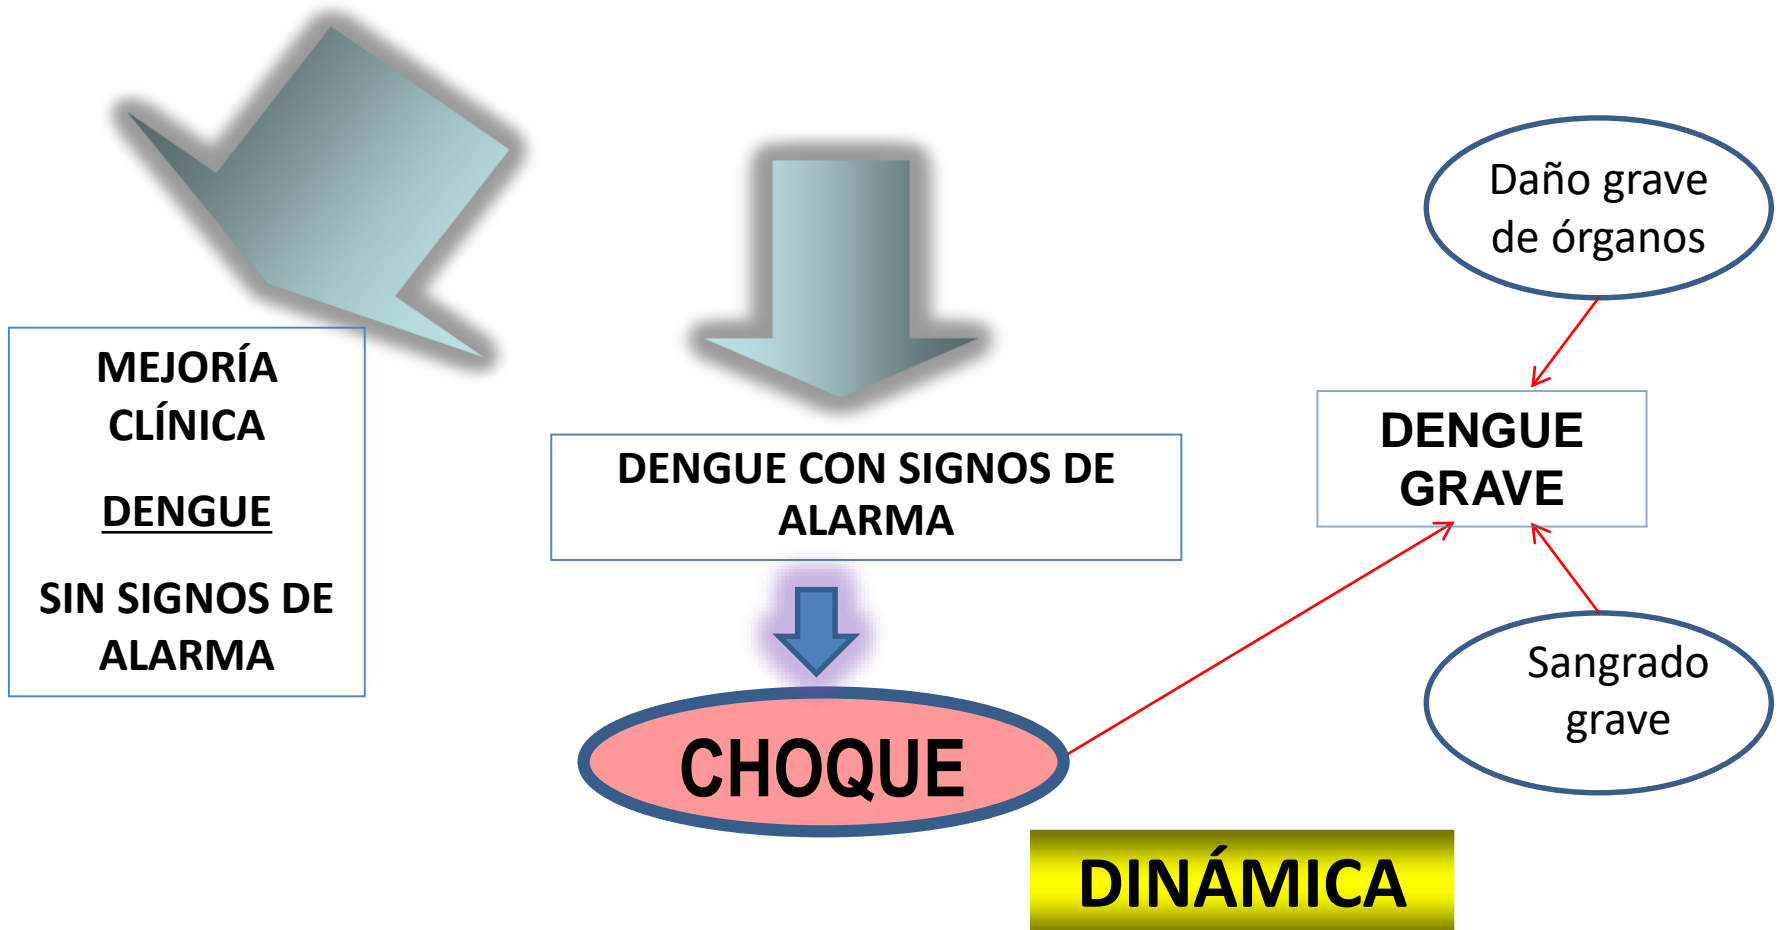 MEJORÍA
CLÍNICA
DENGUE
SIN SIGNOS DE
ALARMA
DENGUE CON SIGNOS DE
ALARMA
CHOQUE
Daño grave
de órganos
DENGUE
GRAVE
Sangrado
grave
DINÁMICA